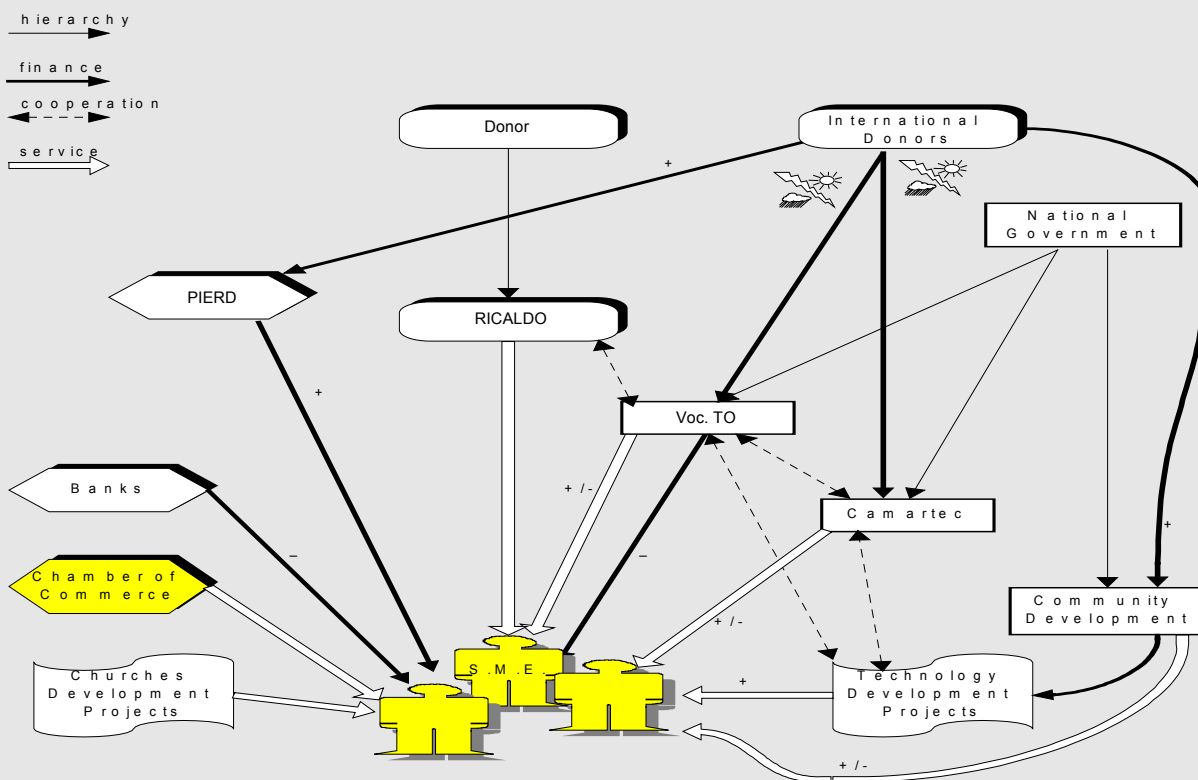 hierarchy
finance
cooperation
service
Donor
International
Donors
+
National
Government
PIERD
RICALDO
+
Voc. TO
Banks
+ / -
Camartec
+
–
–
Chamber of
Commerce
Community
Development
+ / -
S.M.E.
Churches
Development
Projects
+
Technology
Development
Projects
+ / -